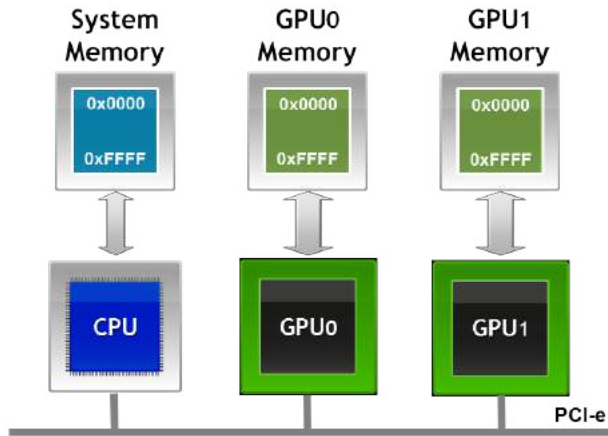 System
Memory
GPU0
Memory
GPU1
Memory
0x0000
0xFFFF
0x0000
0xFFFF
0x0000
0xFFFF
CPU
GPU0
GPU1
PCI-e